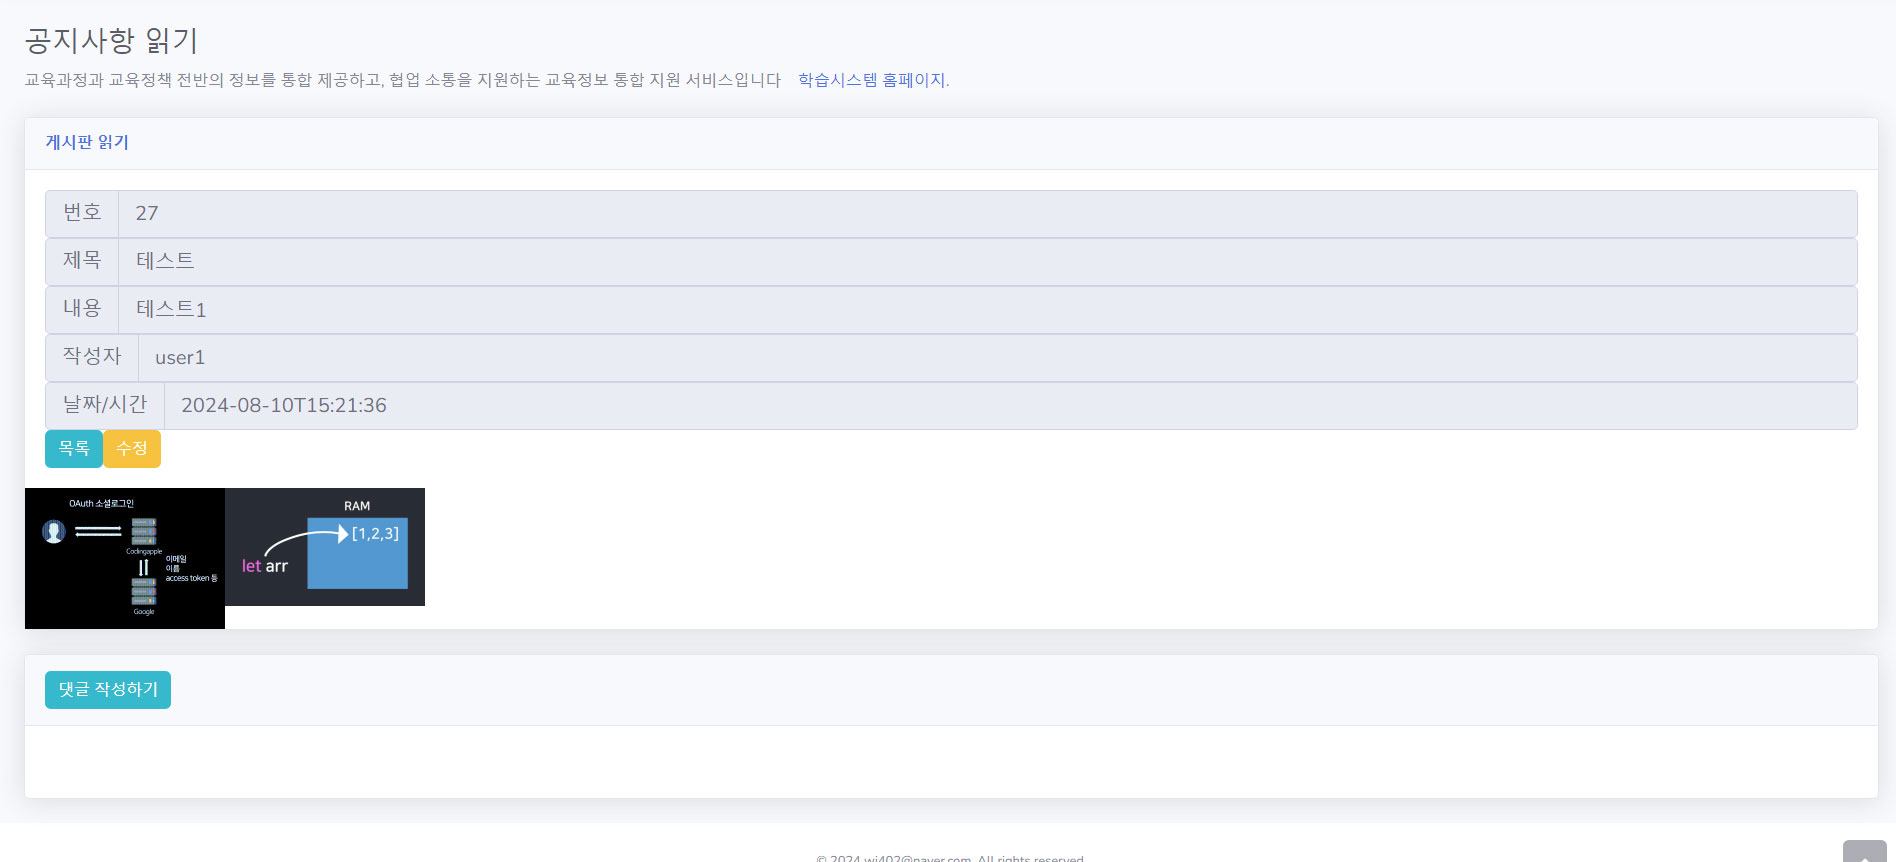 공지사항 읽기
교육과정과 교육정책 전반의 정보를 통합 제공하고, 협업 소통을 지원하는 교육정보 통합 지원 서비스입니다 학습시스템 홈페이지.
게시판 읽기
번호 27
제목 테스트
내용 테스트1
작성자 user1
날짜/시간 2024-08-10T15:21:36
목록 수정
OAuth 소셜로그인
Codingapple
이메일
이름
access token 등
Google
RAM
[1,2,3]
let arr
댓글 작성하기
© 2024 wj402@naver.com. All rights reserved.